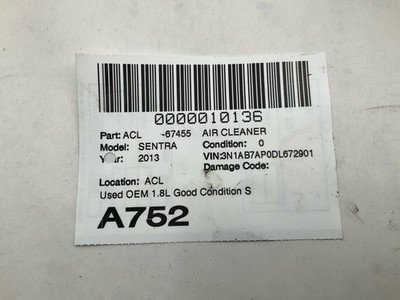 0000010136
Part: ACL -67455 AIR CLEANER
Model: SENTRA Condition: 0
Year: 2013 VIN:3N1AB7AP0DL672901
Damage Code:
Location: ACL
Used OEM 1.8L Good Condition S
A752